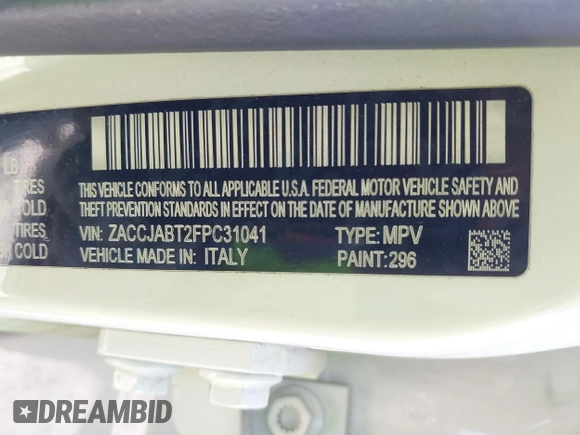 LB
TIRES
COLD
TIRES
COLD
THIS VEHICLE CONFORMS TO ALL APPLICABLE U.S.A. FEDERAL MOTOR VEHICLE SAFETY AND
THEFT PREVENTION STANDARDS IN EFFECT ON THE DATE OF MANUFACTURE SHOWN ABOVE.
VIN: ZACCJABT2FPC31041 TYPE: MPV
VEHICLE MADE IN: ITALY PAINT:296
DREAMBID